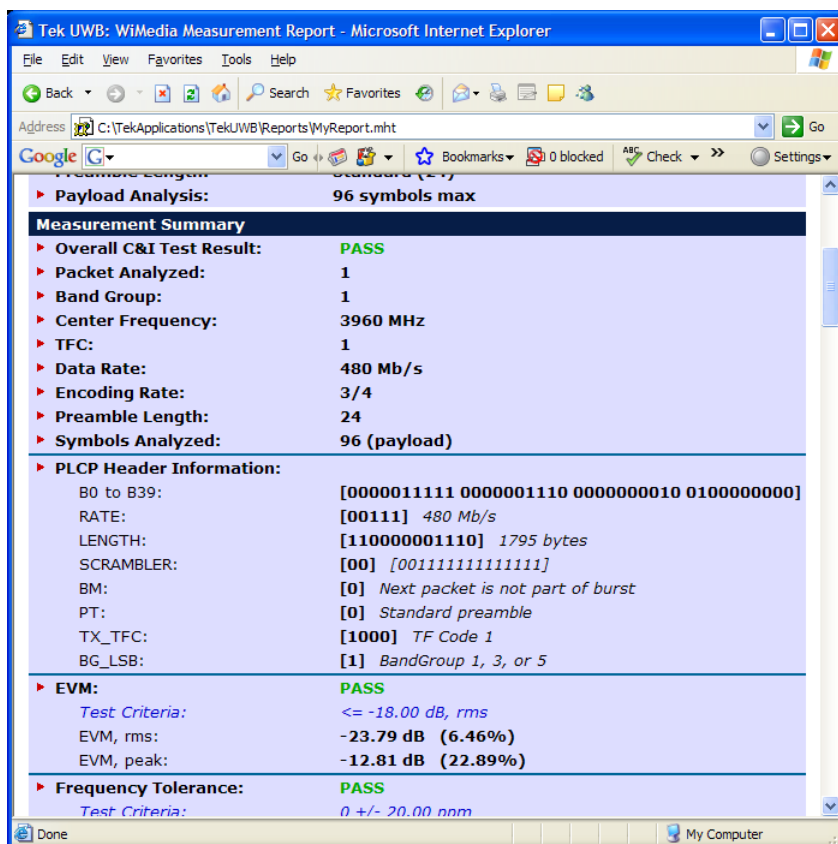 Tek UWB: WiMedia Measurement Report - Microsoft Internet Explorer
File Edit View Favorites Tools Help
Back Search Favorites
Address C:\TekApplications\TekUWB\Reports\MyReport.mht Go
Google G Go Bookmarks 0 blocked ABC Check » Settings
Preamble Length: Standard (24)
Payload Analysis: 96 symbols max
Measurement Summary
Overall C&I Test Result: PASS
Packet Analyzed: 1
Band Group: 1
Center Frequency: 3960 MHz
TFC: 1
Data Rate: 480 Mb/s
Encoding Rate: 3/4
Preamble Length: 24
Symbols Analyzed: 96 (payload)
PLCP Header Information:
B0 to B39: [0000011111 0000001110 0000000010 0100000000]
RATE: [00111] 480 Mb/s
LENGTH: [110000001110] 1795 bytes
SCRAMBLER: [00] [001111111111111]
BM: [0] Next packet is not part of burst
PT: [0] Standard preamble
TX_TFC: [1000] TF Code 1
BG_LSB: [1] BandGroup 1, 3, or 5
EVM: PASS
Test Criteria: <= -18.00 dB, rms
EVM, rms: -23.79 dB (6.46%)
EVM, peak: -12.81 dB (22.89%)
Frequency Tolerance: PASS
Test Criteria: 0 +/- 20.00 ppm
Done My Computer